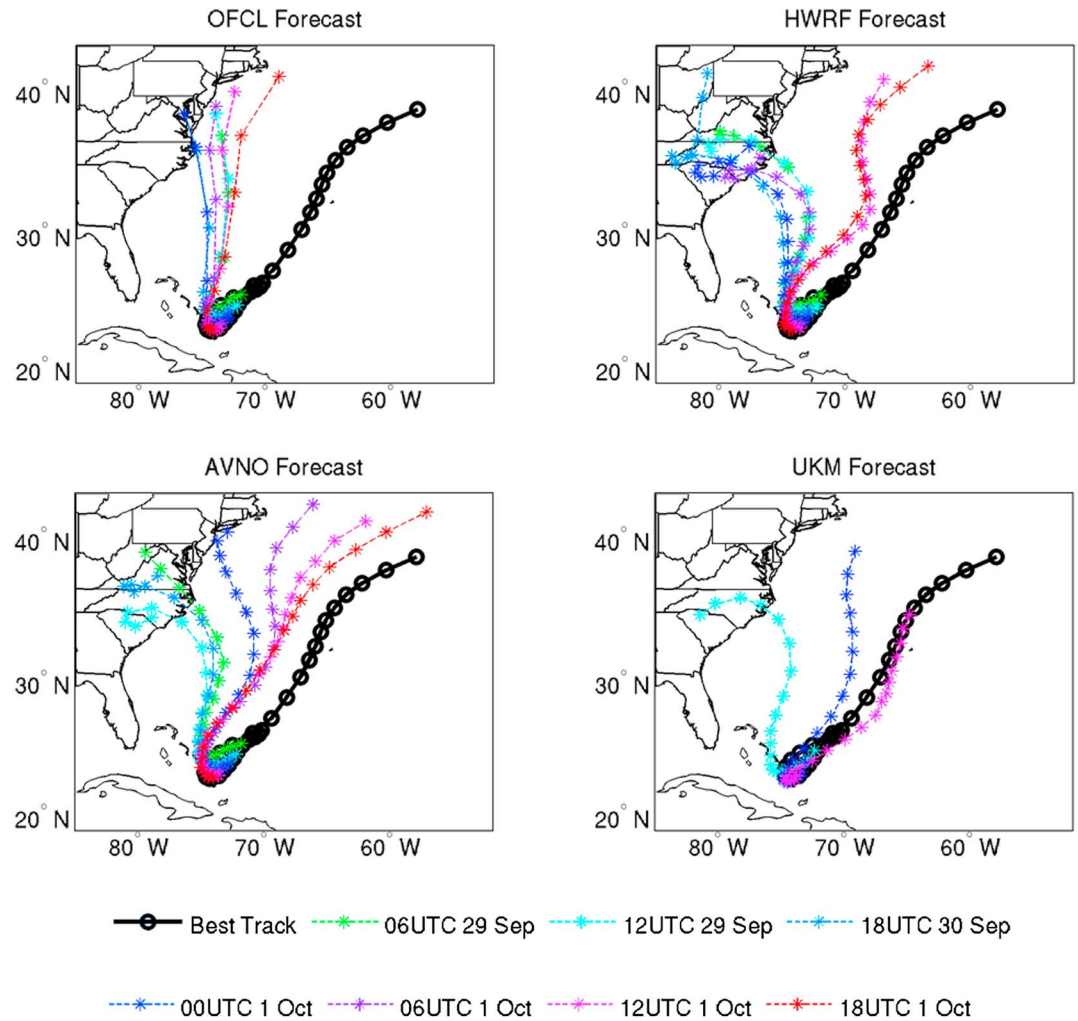 OFCL Forecast
HWRF Forecast
40° N
30° N
20° N
80° W 70° W 60° W
40° N
30° N
20° N
80° W 70° W 60° W
AVNO Forecast
UKM Forecast
40° N
30° N
20° N
80° W 70° W 60° W
40° N
30° N
20° N
80° W 70° W 60° W
Best Track 06UTC 29 Sep 12UTC 29 Sep 18UTC 30 Sep
00UTC 1 Oct 06UTC 1 Oct 12UTC 1 Oct 18UTC 1 Oct